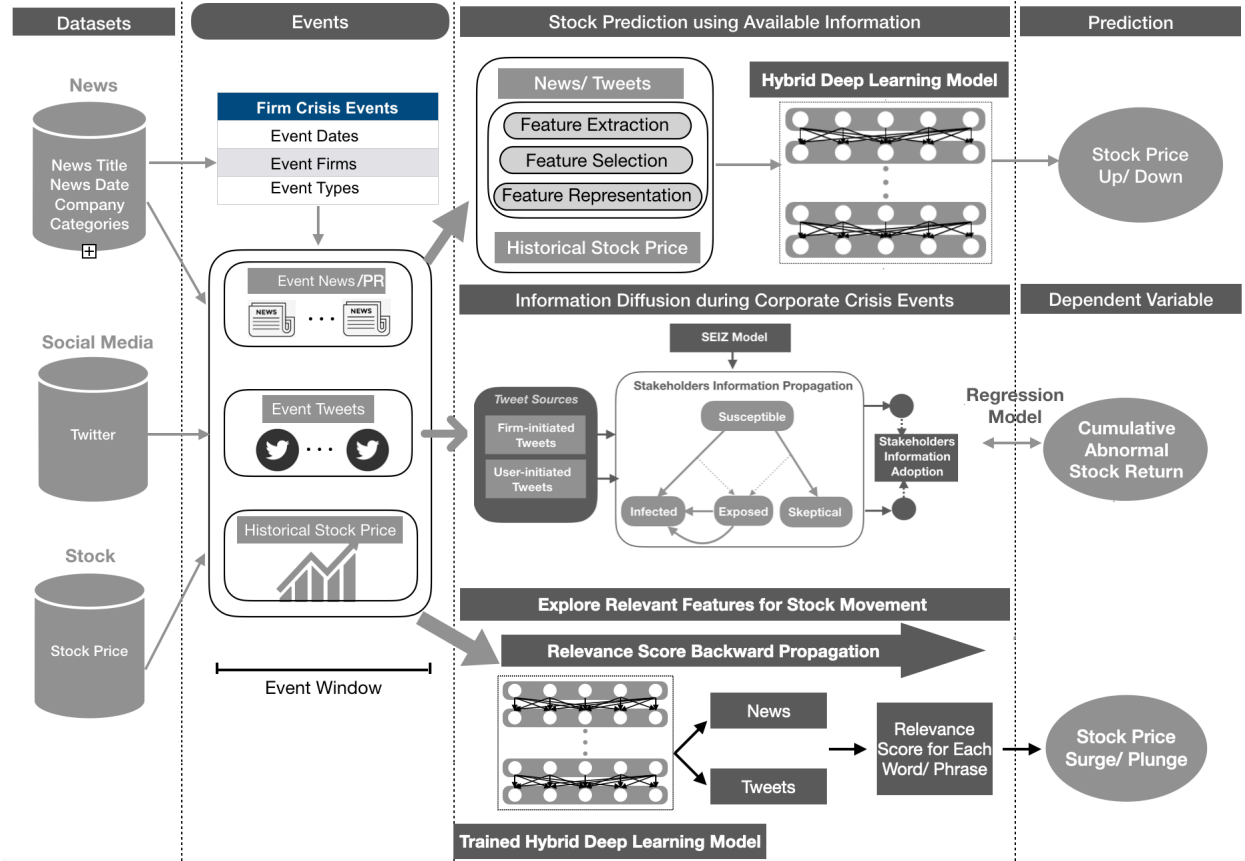 Datasets
Events
Stock Prediction using Available Information
Prediction
News
News Title
News Date
Company
Categories
Firm Crisis Events
Event Dates
Event Firms
Event Types
News/ Tweets
Feature Extraction
Feature Selection
Feature Representation
Historical Stock Price
Hybrid Deep Learning Model
Stock Price
Up/ Down
Event News/PR
NEWS
NEWS
Information Diffusion during Corporate Crisis Events
Dependent Variable
Social Media
Twitter
Event Tweets
SEIZ Model
Stakeholders Information Propagation
Tweet Sources
Firm-initiated
Tweets
User-initiated
Tweets
Susceptible
Infected
Exposed
Skeptical
Stakeholders
Information
Adoption
Regression
Model
Cumulative
Abnormal
Stock Return
Stock
Stock Price
Historical Stock Price
Event Window
Explore Relevant Features for Stock Movement
Relevance Score Backward Propagation
News
Tweets
Relevance
Score for Each
Word/ Phrase
Stock Price
Surge/ Plunge
Trained Hybrid Deep Learning Model